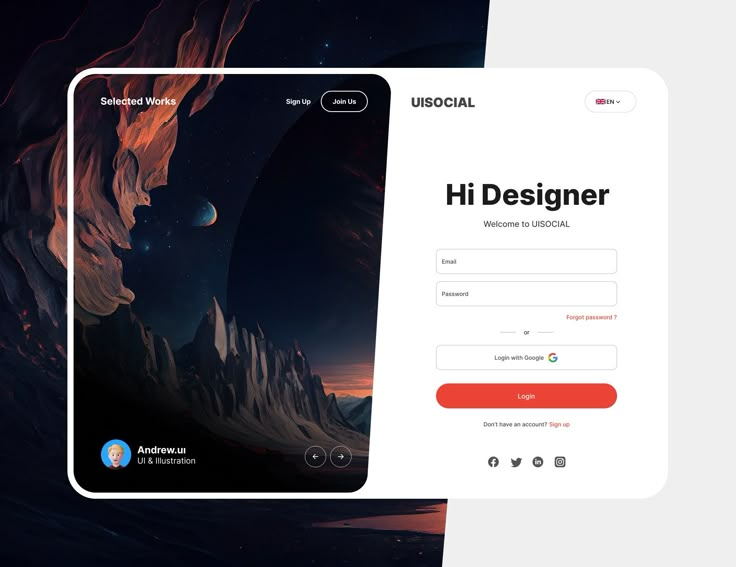 Selected Works
Sign Up
Join Us
UISOCIAL
EN
Hi Designer
Welcome to UISOCIAL
Email
Password
Forgot password ?
or
Login with Google
Login
Don't have an account? Sign up
Andrew.ui
UI & Illustration